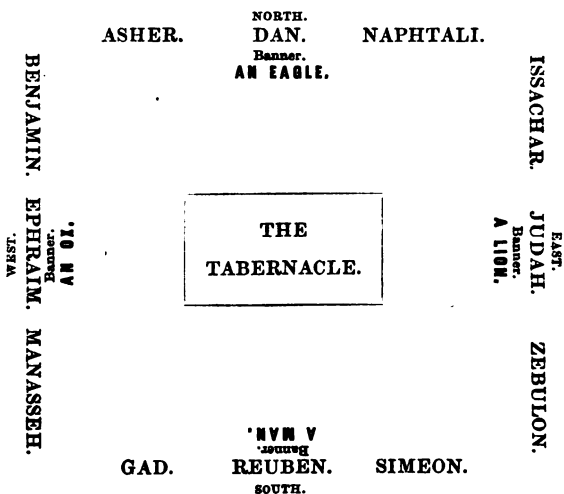 NORTH.
ASHER. DAN. NAPHTALI.
Banner.
AN EAGLE.
BENJAMIN.
EPHRAIM.
MANASSEH.
WEST.
Banner.
AN OX.
THE
TABERNACLE.
ISSACHAR.
JUDAH.
ZEBULON.
EAST.
Banner.
A LION.
A MAN.
Banner.
GAD. REUBEN. SIMEON.
SOUTH.